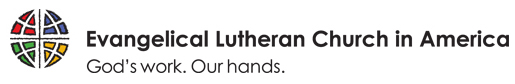 Evangelical Lutheran Church in America
God's work. Our hands.